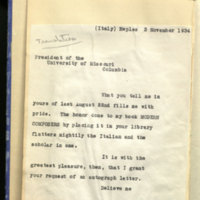 (Italy) Naples 2 November 1934
Translation
President of the
University of Missouri
Columbia
What you tell me in
yours of last August 22nd fills me with
pride. The honor come to my book MODERN
COMPOSERS by placing it in your library
flatters mightily the Italian and the
scholar in one.
It is with the
greatest pleasure, then, that I grant
your request of an autograph letter.
Believe me